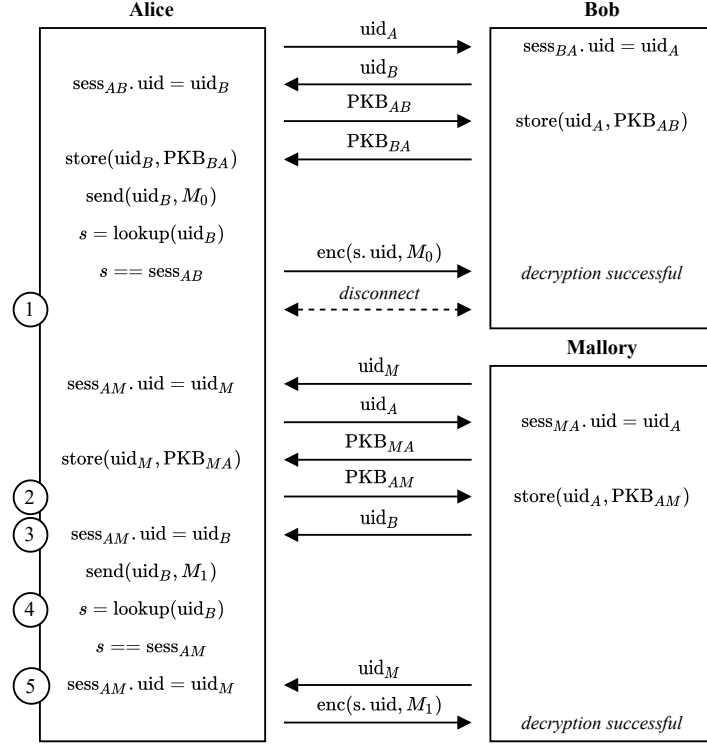 Alice Bob
uid_A
sess_BA.uid = uid_A
uid_B
sess_AB.uid = uid_B
PKB_AB
store(uid_A, PKB_AB)
PKB_BA
store(uid_B, PKB_BA)
send(uid_B, M_0)
s = lookup(uid_B)
enc(s.uid, M_0)
s == sess_AB
decryption successful
disconnect
1
Mallory
uid_M
sess_AM.uid = uid_M
uid_A
sess_MA.uid = uid_A
PKB_MA
store(uid_M, PKB_MA)
PKB_AM
2
store(uid_A, PKB_AM)
uid_B
3 sess_AM.uid = uid_B
send(uid_B, M_1)
4 s = lookup(uid_B)
s == sess_AM
uid_M
5 sess_AM.uid = uid_M
enc(s.uid, M_1)
decryption successful